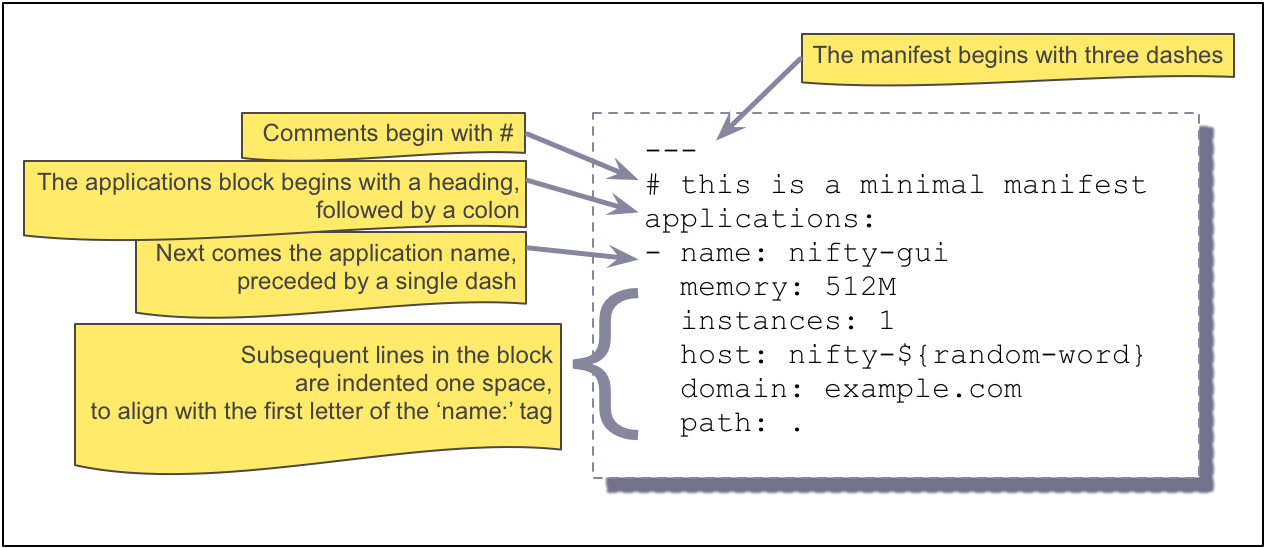 The manifest begins with three dashes
Comments begin with #
The applications block begins with a heading,
followed by a colon
Next comes the application name,
preceded by a single dash
Subsequent lines in the block
are indented one space,
to align with the first letter of the ‘name:’ tag
---
# this is a minimal manifest
applications:
- name: nifty-gui
  memory: 512M
  instances: 1
  host: nifty-${random-word}
  domain: example.com
  path: .